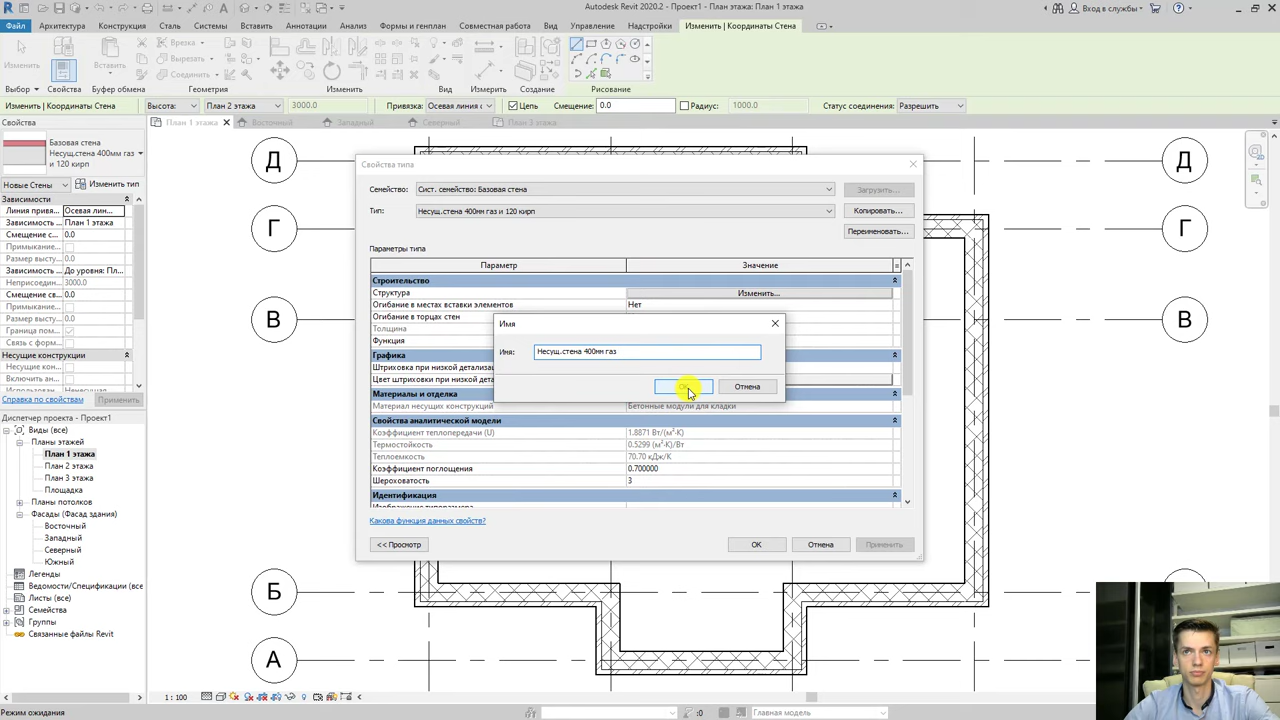 Autodesk Revit 2020.2 - Проект1 - План этажа: План 1 этажа
Вход в службы
Файл Архитектура Конструкция Сталь Системы Вставить Аннотации Анализ Формы и генплан Совместная работа Вид Управление Надстройки Изменить | Координаты Стена
Изменить
Вставить
Врезка
Вырезать
Соединить
Выбор Свойства Буфер обмена Геометрия Изменить Вид Измерить Создание Рисование
Изменить | Координаты Стена Высота: План 2 этажа 3000.0 Привязка: Осевая линия Цепь Смещение: 0.0 Радиус: 1000.0 Статус соединения: Разрешить
Свойства
План 1 этажа Восточный Западный Северный План 3 этажа
Базовая стена
Несущ.стена 400мм газ
и 120 кирп
Новые Стены Изменить тип
Зависимости
Линия привя... Осевая лин...
Зависимость План 1 этажа
Смещение с 0.0
Примыкание
Размер высту
Зависимость До уровня: Пл...
Неприсоедин 3000.0
Смещение св 0.0
Примыкание
Размер высту
Граница пом
Связь с форм
Несущие конструкции
Несущие кон
Включить ан
Использован Ненесущая
Справка по свойствам Применить
Диспетчер проекта - Проект1
Виды (все)
Планы этажей
План 1 этажа
План 2 этажа
План 3 этажа
Площадка
Планы потолков
Фасады (Фасад здания)
Восточный
Западный
Северный
Южный
Легенды
Ведомости/Спецификации (все
Листы (все)
Семейства
Группы
Связанные файлы Revit
Д
Г
В
Б
А
Д
Г
В
Свойства типа
Семейство: Сист. семейство: Базовая стена Загрузить...
Тип: Несущ.стена 400мм газ и 120 кирп Копировать...
Переименовать...
Параметры типа
Параметр Значение =
Строительство
Структура Изменить...
Огибание в местах вставки элементов Нет
Огибание в торцах стен
Толщина
Функция
Графика
Штриховка при низкой детализац
Цвет штриховки при низкой дета
Материалы и отделка
Материал несущих конструкций Бетонные модули для кладки
Свойства аналитической модели
Коэффициент теплопередачи (U) 1.8871 Вт/(м²·К)
Термостойкость 0.5299 (м²·К)/Вт
Теплоемкость 70.70 кДж/К
Коэффициент поглощения 0.700000
Шероховатость 3
Идентификация
Какова функция данных свойств?
<< Просмотр OK Отмена Применить
Имя
Имя: Несущ.стена 400мм газ
Отмена
1 : 100
Режим ожидания
:0
Главная модель